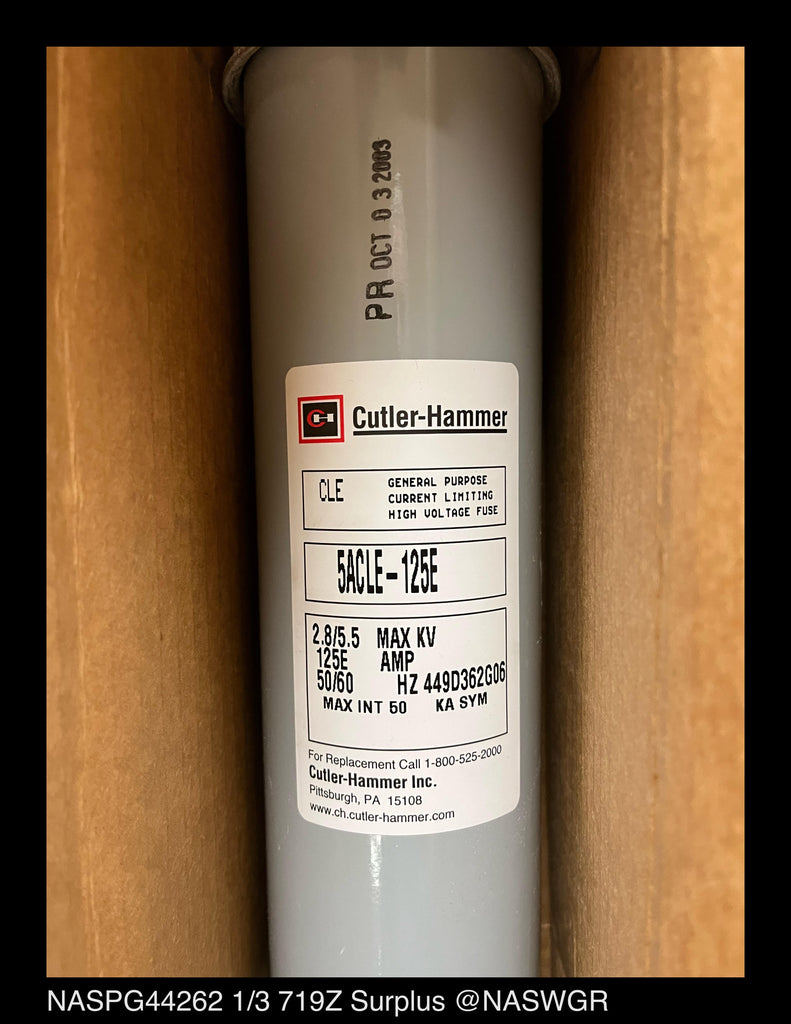 PR OCT 03 2003
Cutler-Hammer
CLE
GENERAL PURPOSE
CURRENT LIMITING
HIGH VOLTAGE FUSE
5ACLE-125E
2.8/5.5 MAX KV
125E AMP
50/60 HZ 449D362G06
MAX INT 50 KA SYM
For Replacement Call 1-800-525-2000
Cutler-Hammer Inc.
Pittsburgh, PA 15108
www.ch.cutler-hammer.com
NASPG44262 1/3 719Z Surplus @NASWGR